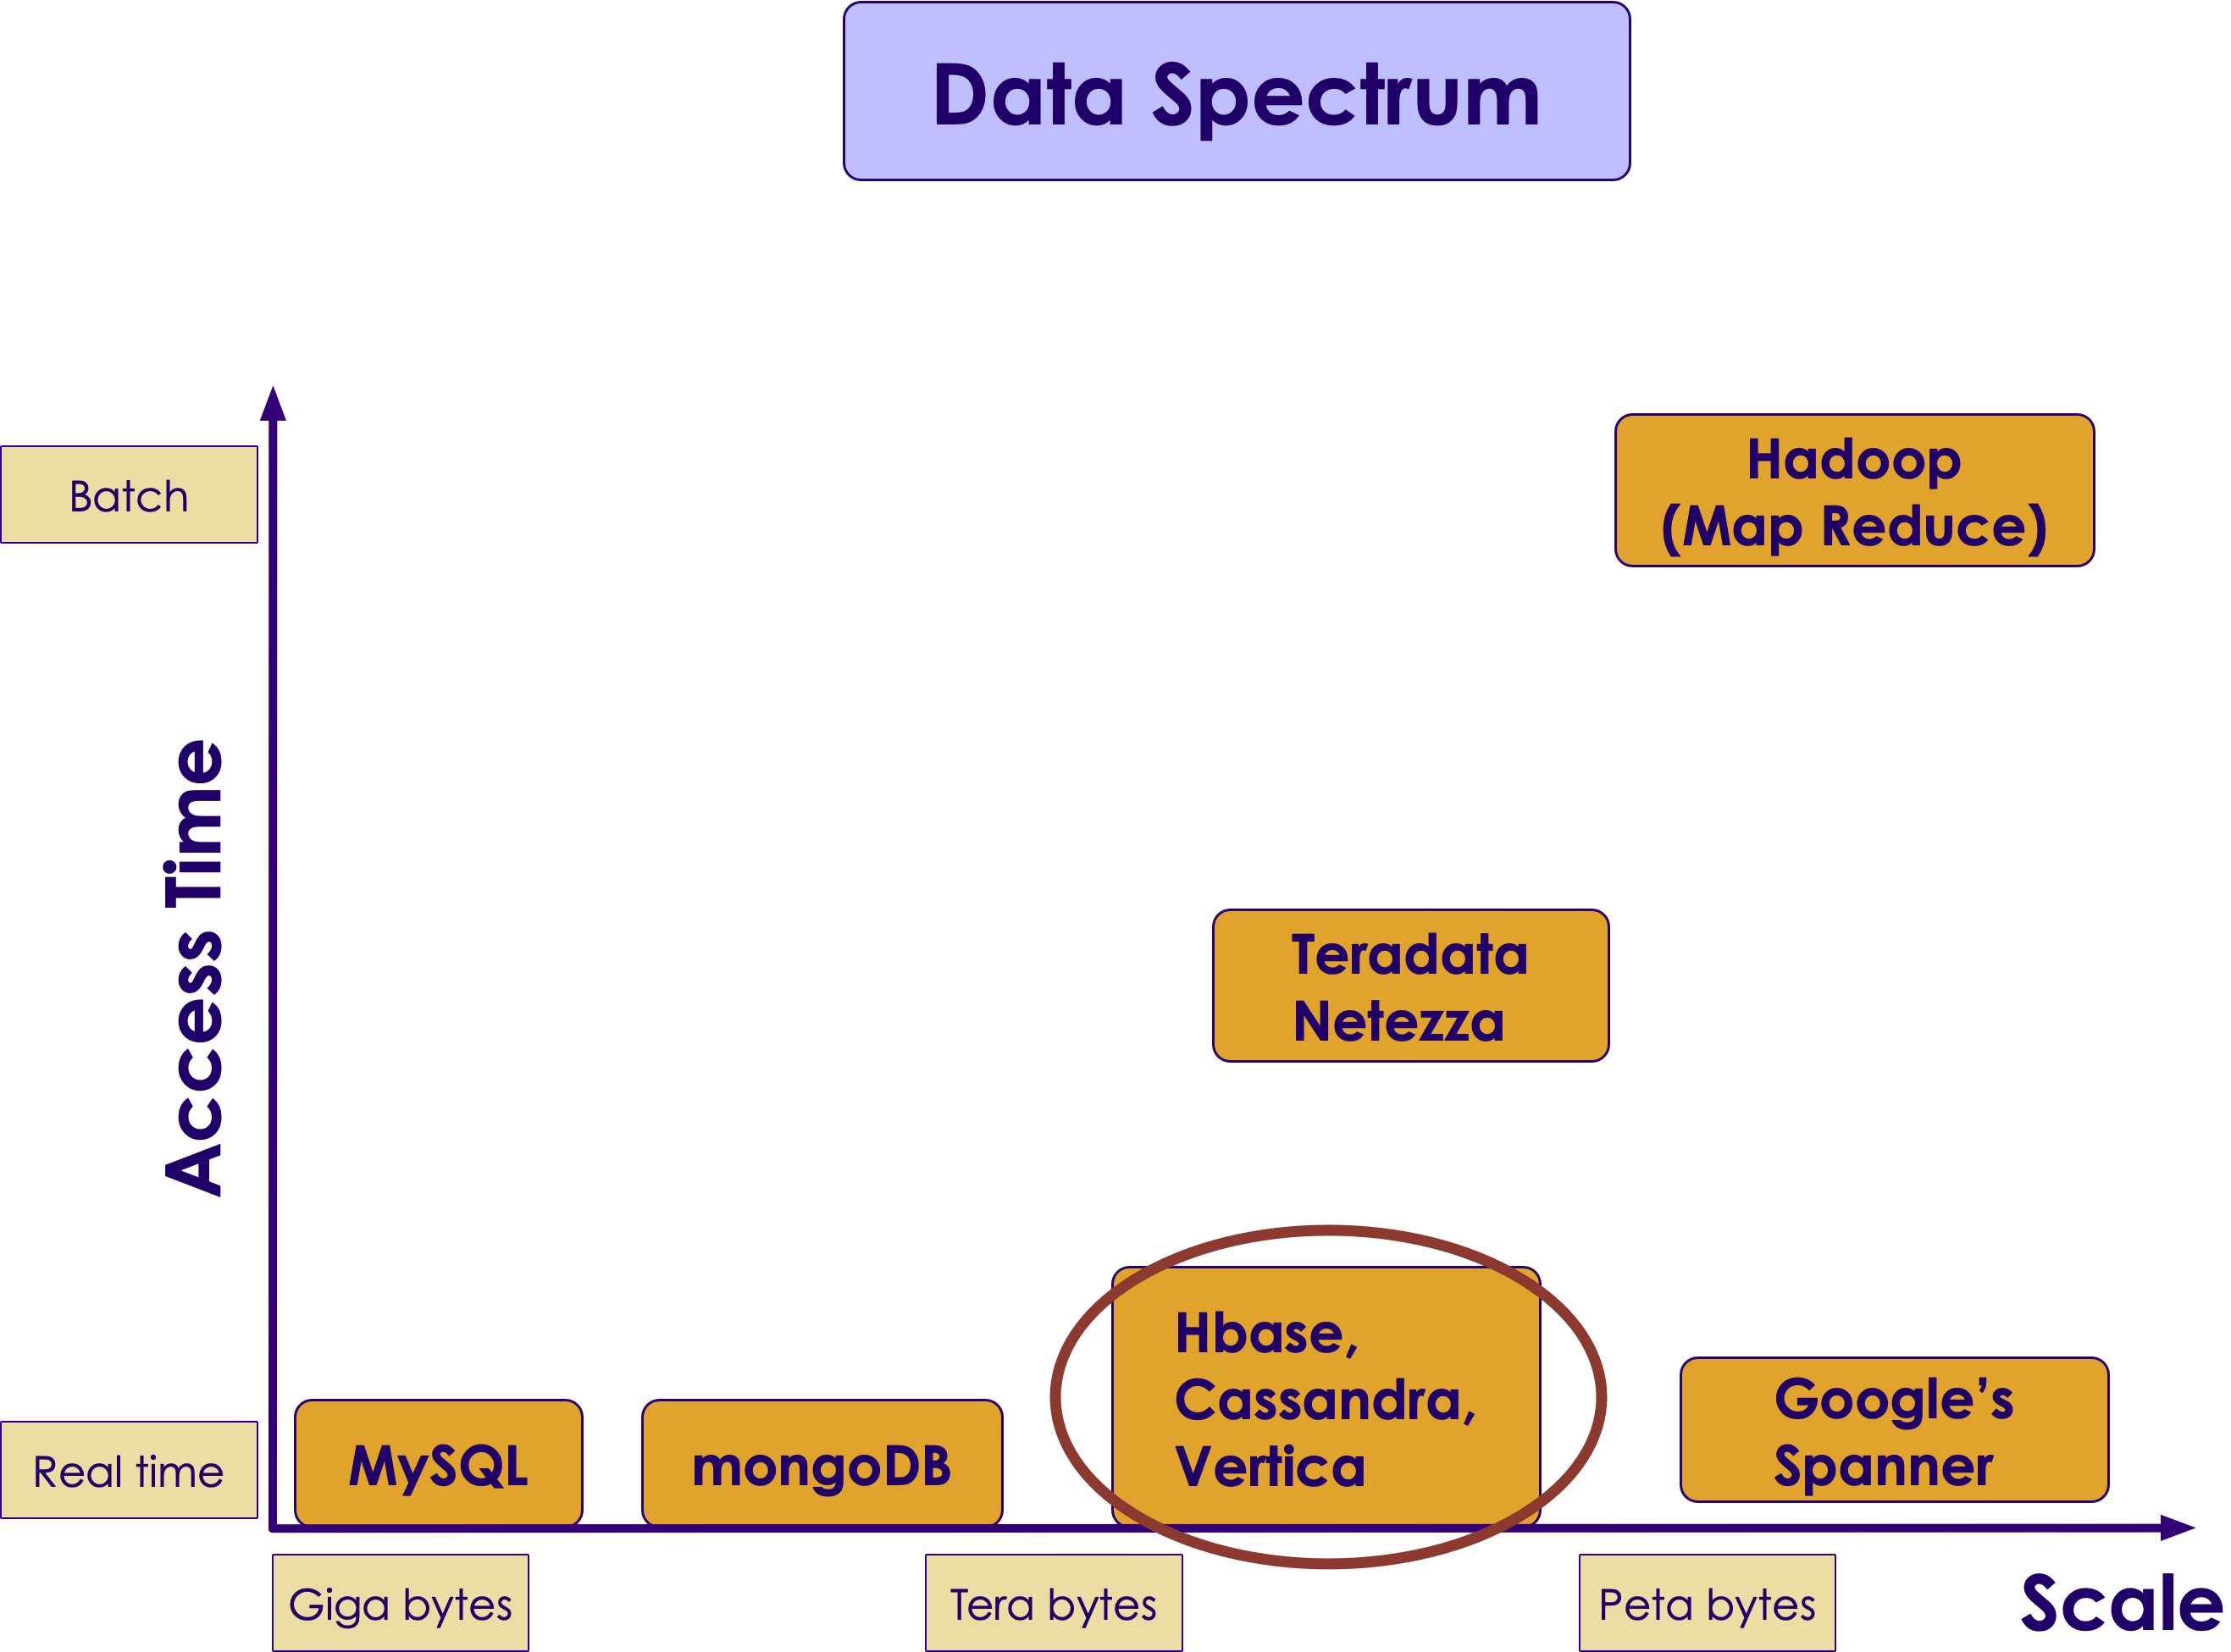 Data Spectrum
Batch
Hadoop
(Map Reduce)
Access Time
Teradata
Netezza
Hbase,
Cassandra,
Vertica
Google's
Spanner
Real time
MySQL
mongoDB
Giga bytes
Tera bytes
Peta bytes
Scale